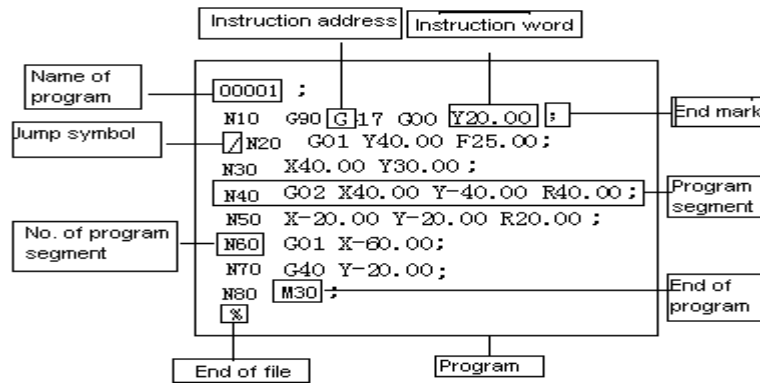 Instruction address Instruction word
Name of program
00001 ;
N10 G90 G 17 G00 Y20.00 ;
End mark
Jump symbol
/ N20 G01 Y40.00 F25.00 ;
N30 X40.00 Y30.00 ;
N40 G02 X40.00 Y-40.00 R40.00 ;
Program segment
N50 X-20.00 Y-20.00 R20.00 ;
No. of program segment
N60 G01 X-60.00;
N70 G40 Y-20.00;
N80 M30 ;
End of program
%
End of file
Program